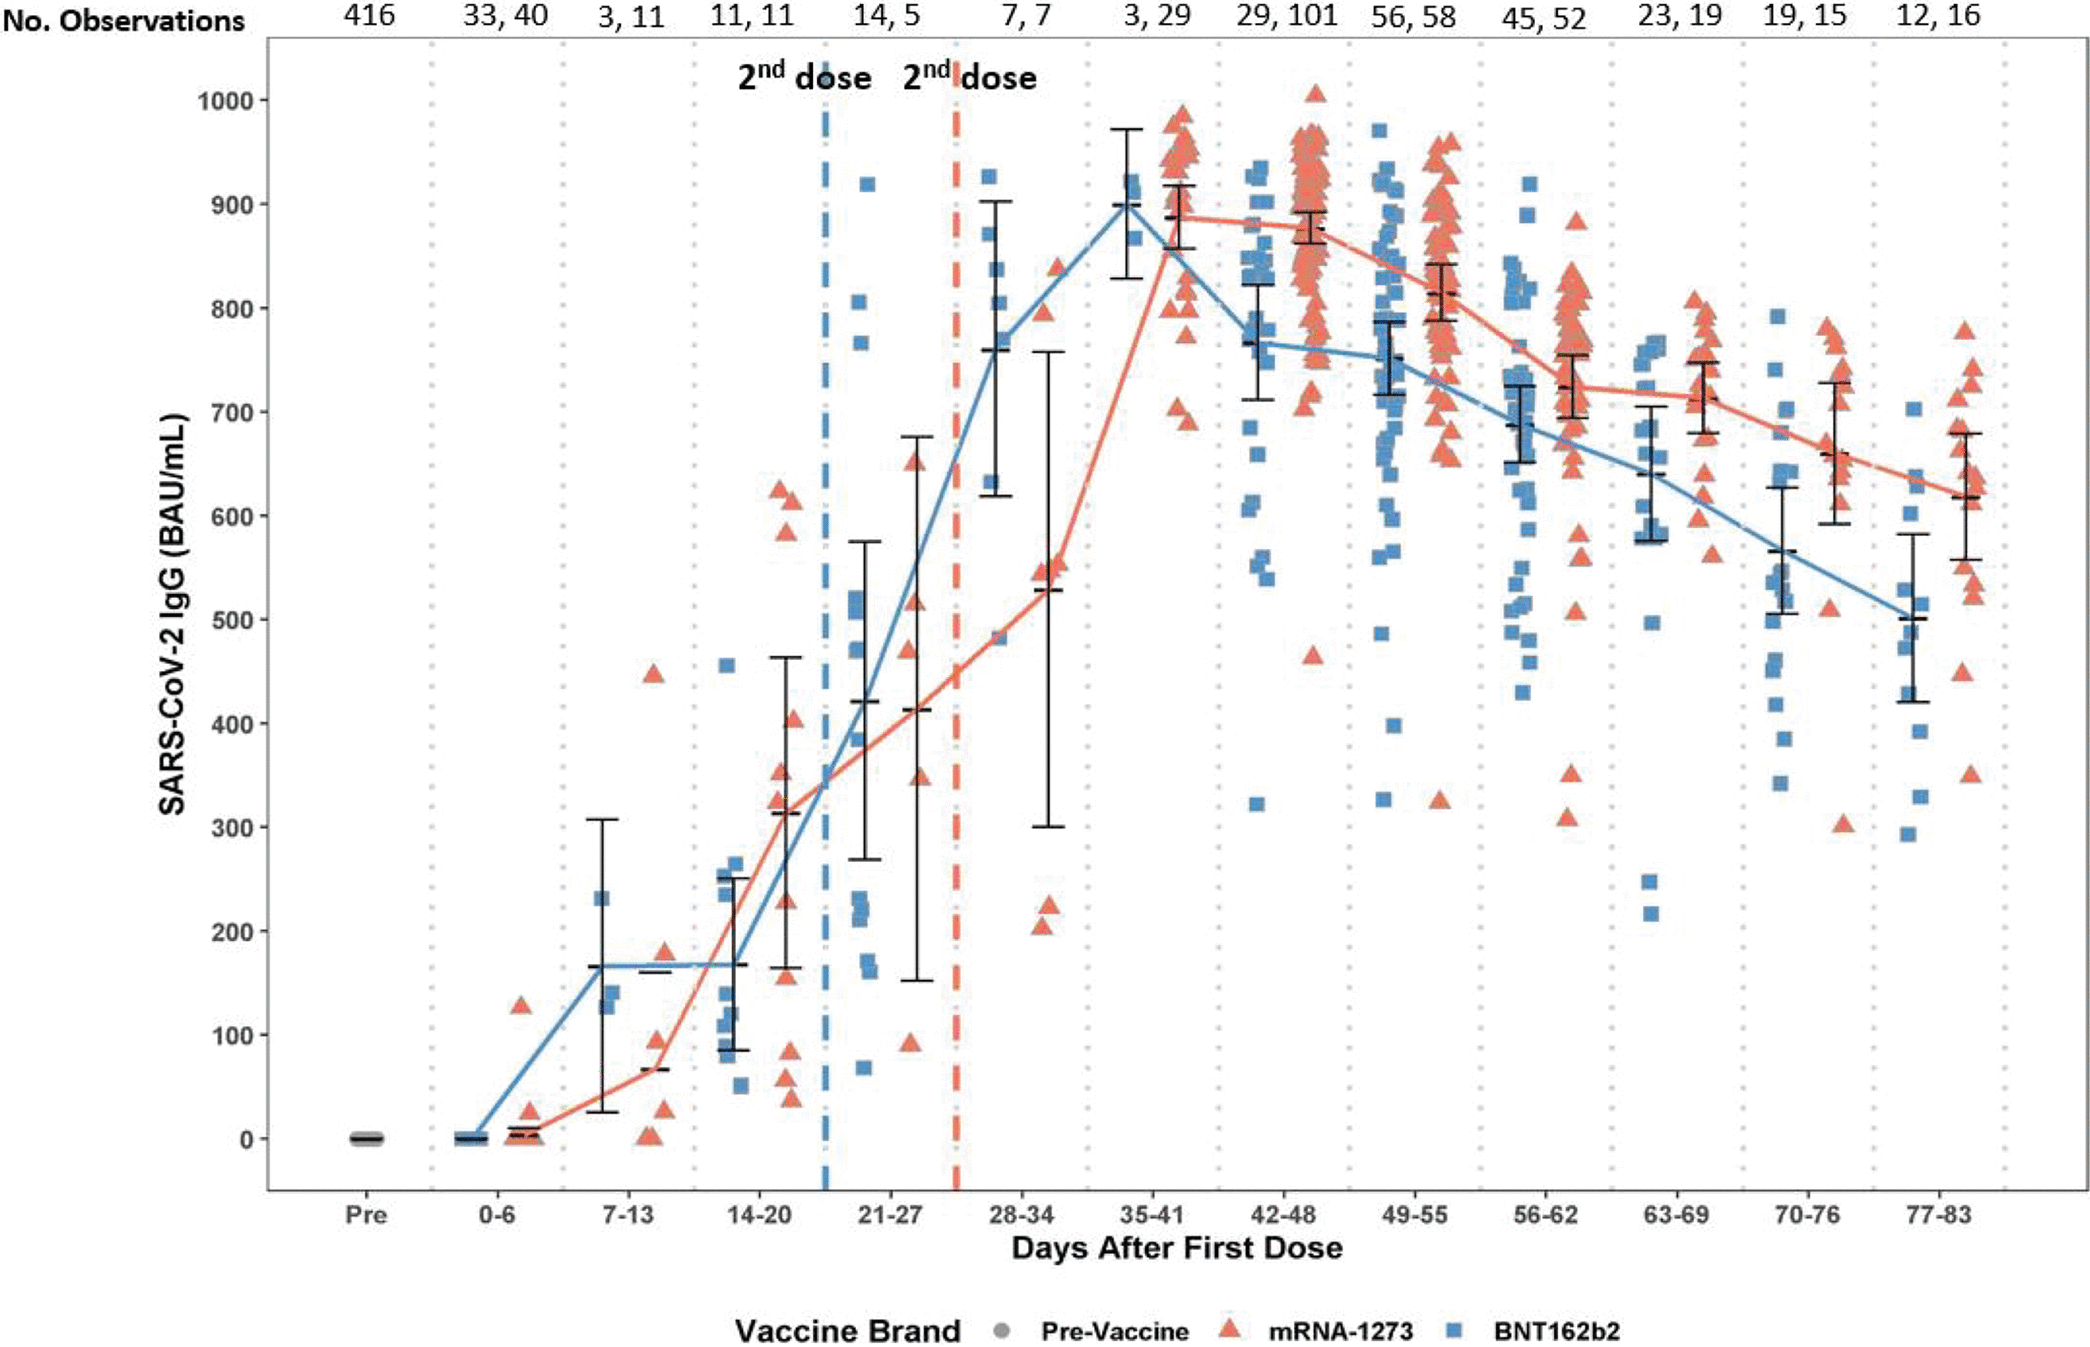 No. Observations 416 33, 40 3, 11 11, 11 14, 5 7, 7 3, 29 29, 101 56, 58 45, 52 23, 19 19, 15 12, 16
2nd dose 2nd dose
1000
900
800
700
600
500
400
300
200
100
0
SARS-CoV-2 IgG (BAU/mL)
Pre 0-6 7-13 14-20 21-27 28-34 35-41 42-48 49-55 56-62 63-69 70-76 77-83
Days After First Dose
Vaccine Brand Pre-Vaccine mRNA-1273 BNT162b2